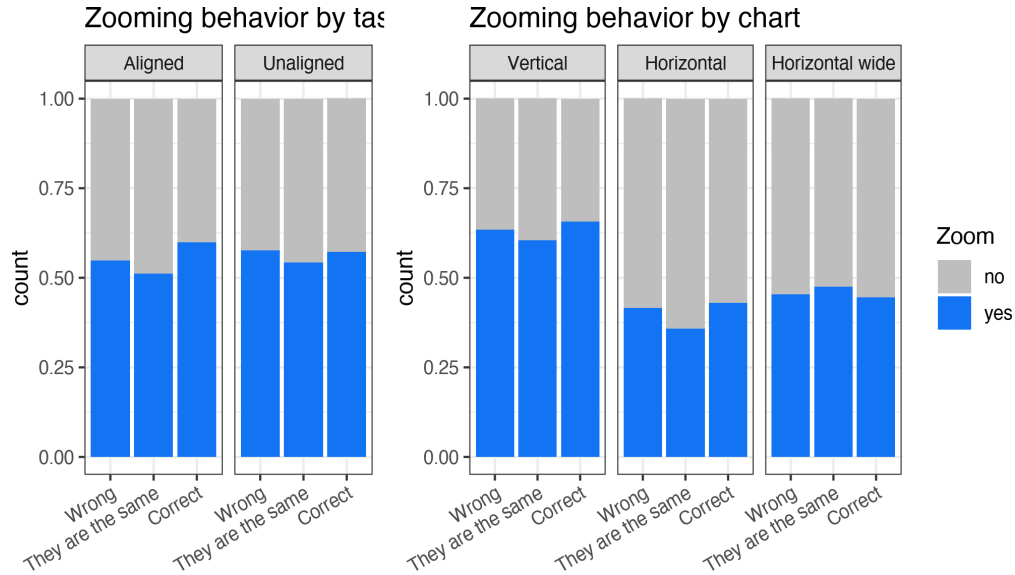 Zooming behavior by tas
Aligned
Unaligned
count
1.00
0.75
0.50
0.25
0.00
Wrong
They are the same
Correct
Wrong
They are the same
Correct
Zooming behavior by chart
Vertical
Horizontal
Horizontal wide
count
1.00
0.75
0.50
0.25
0.00
Wrong
They are the same
Correct
Wrong
They are the same
Correct
Wrong
They are the same
Correct
Zoom
no
yes